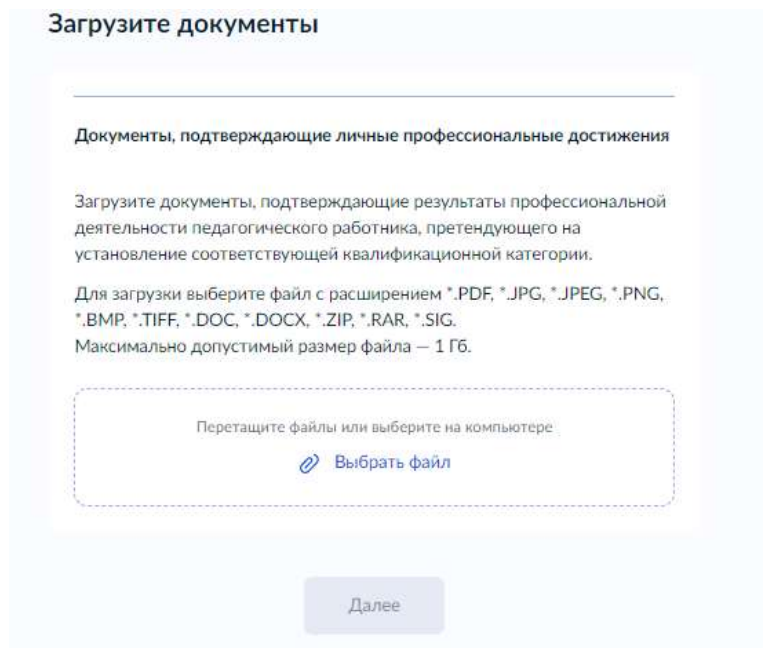 Загрузите документы
Документы, подтверждающие личные профессиональные достижения
Загрузите документы, подтверждающие результаты профессиональной
деятельности педагогического работника, претендующего на
установление соответствующей квалификационной категории.
Для загрузки выберите файл с расширением *.PDF, *.JPG, *.JPEG, *.PNG,
*.BMP, *.TIFF, *.DOC, *.DOCX, *.ZIP, *.RAR, *.SIG.
Максимально допустимый размер файла — 1 Гб.
Перетащите файлы или выберите на компьютере
Выбрать файл
Далее